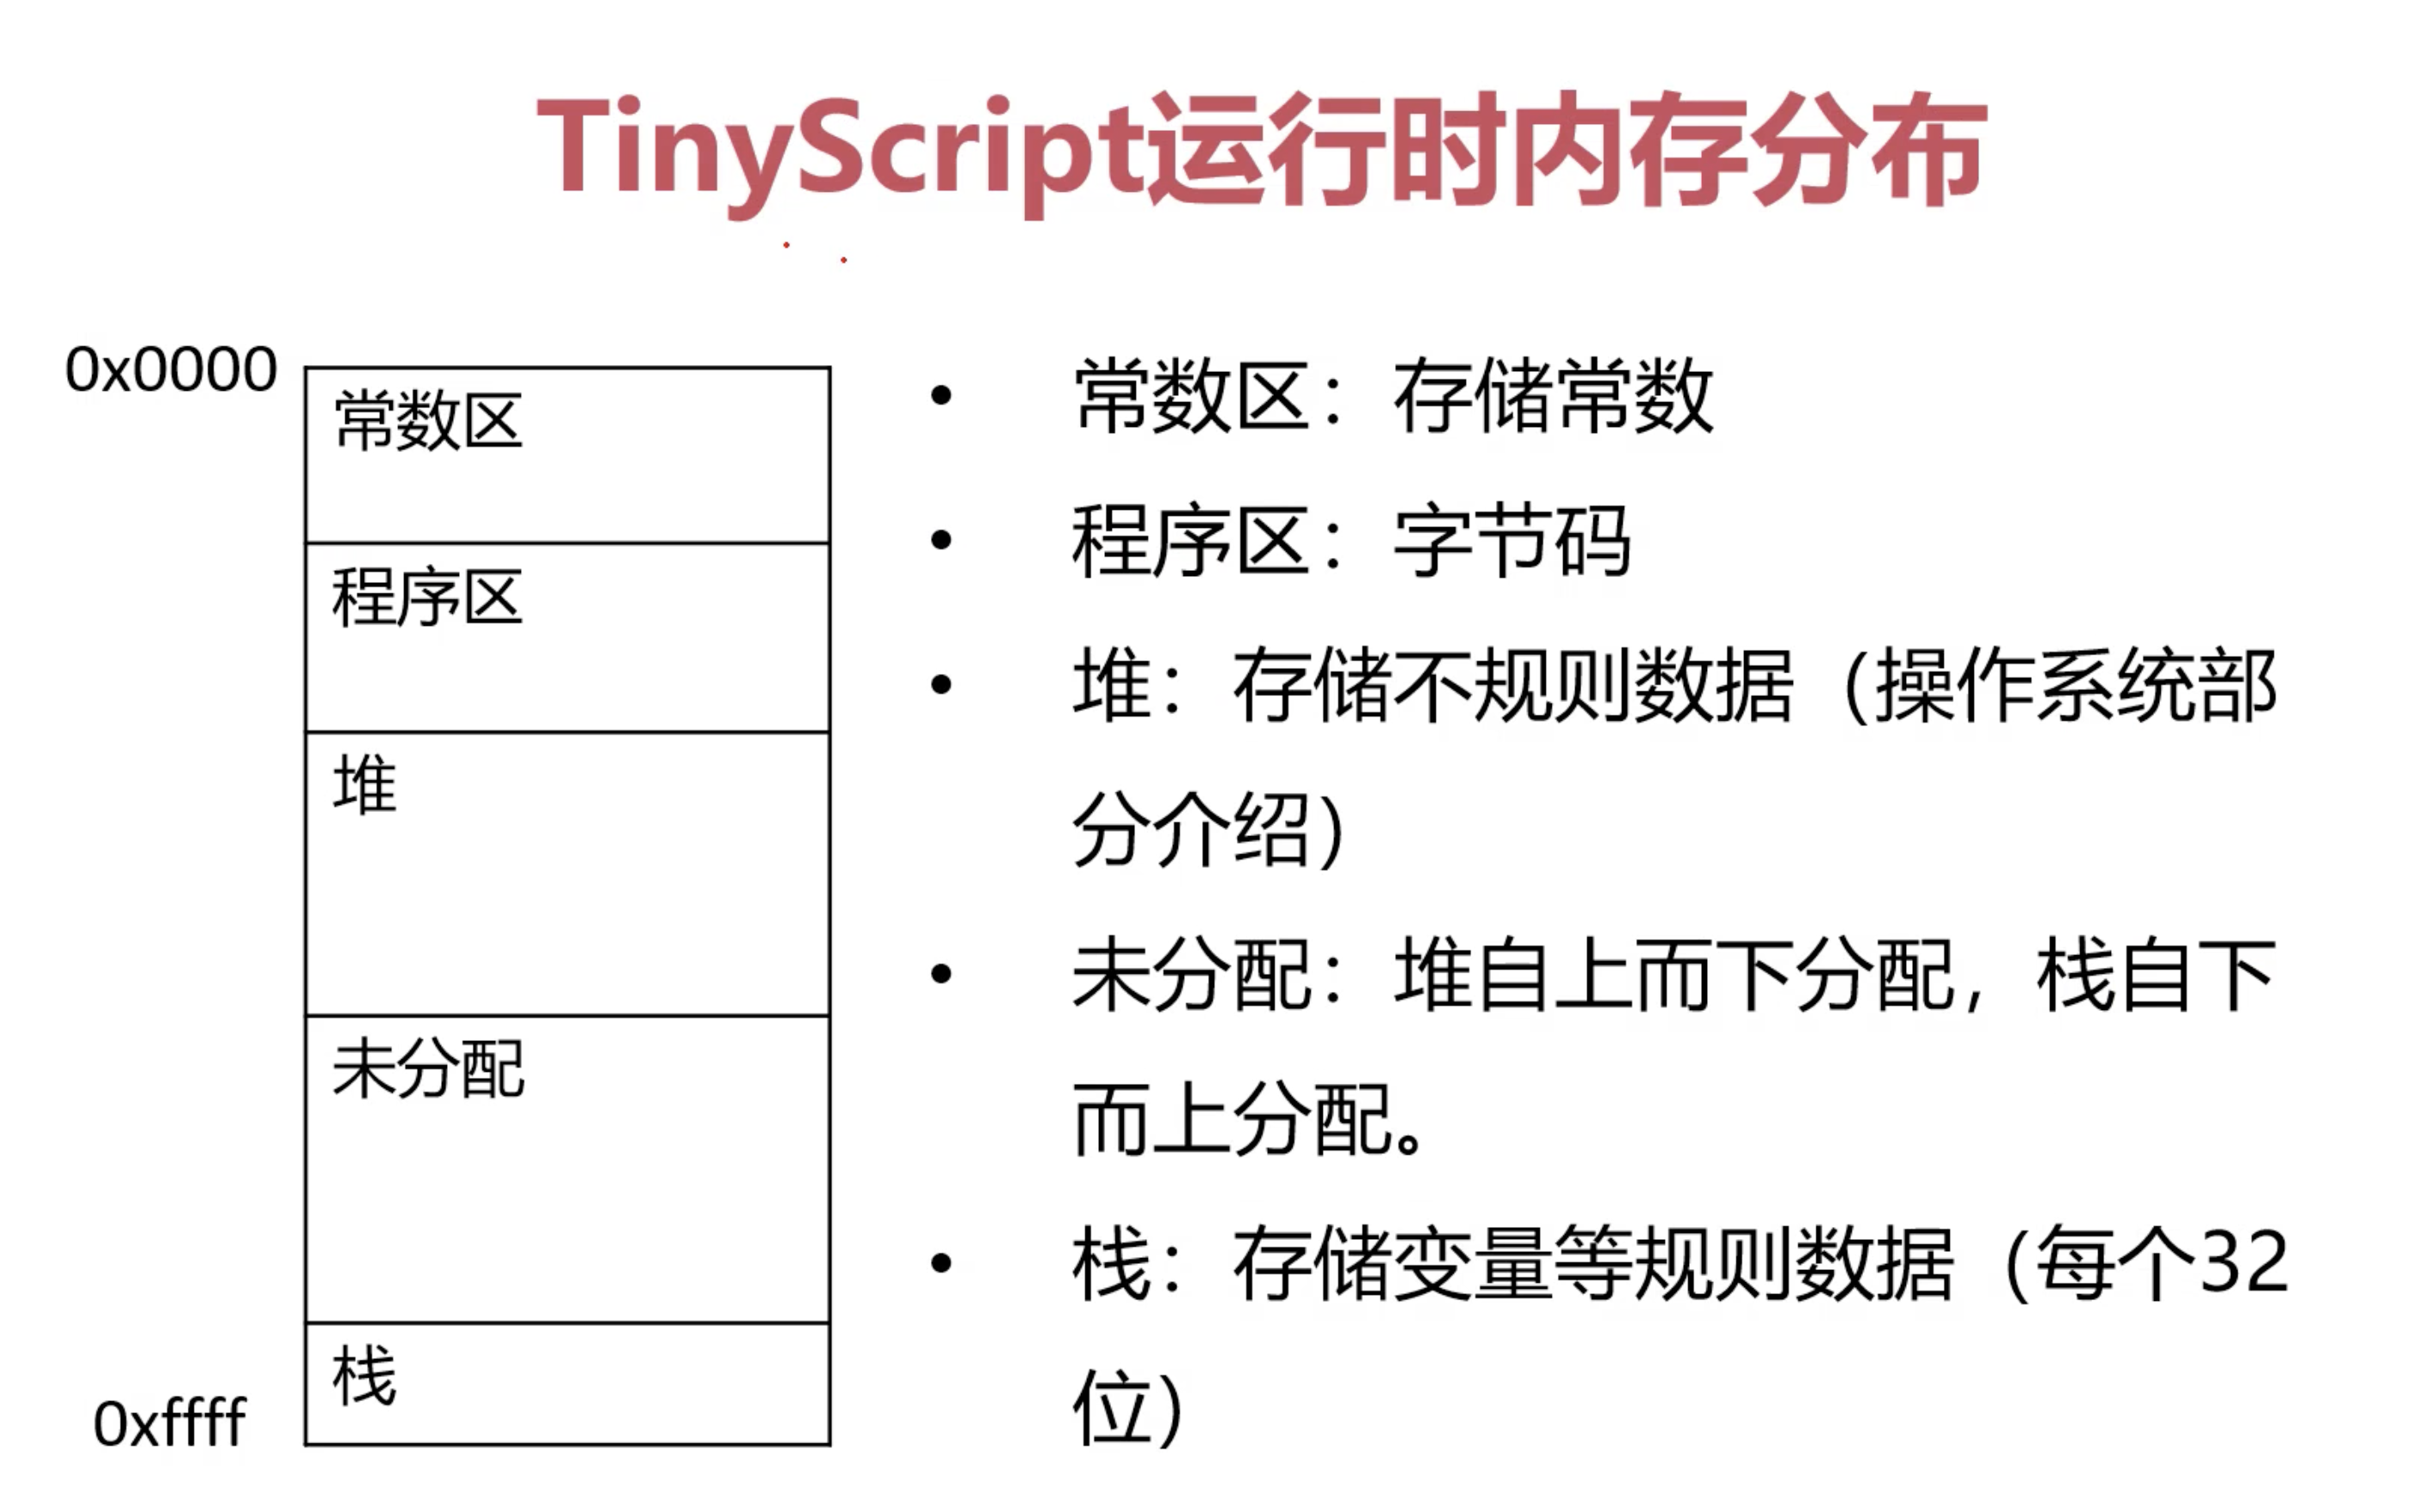 TinyScript运行时内存分布
0x0000
常数区
程序区
堆
未分配
栈
0xffff
• 常数区：存储常数
• 程序区：字节码
• 堆：存储不规则数据（操作系统部
分介绍）
• 未分配：堆自上而下分配，栈自下
而上分配。
• 栈：存储变量等规则数据（每个32
位）